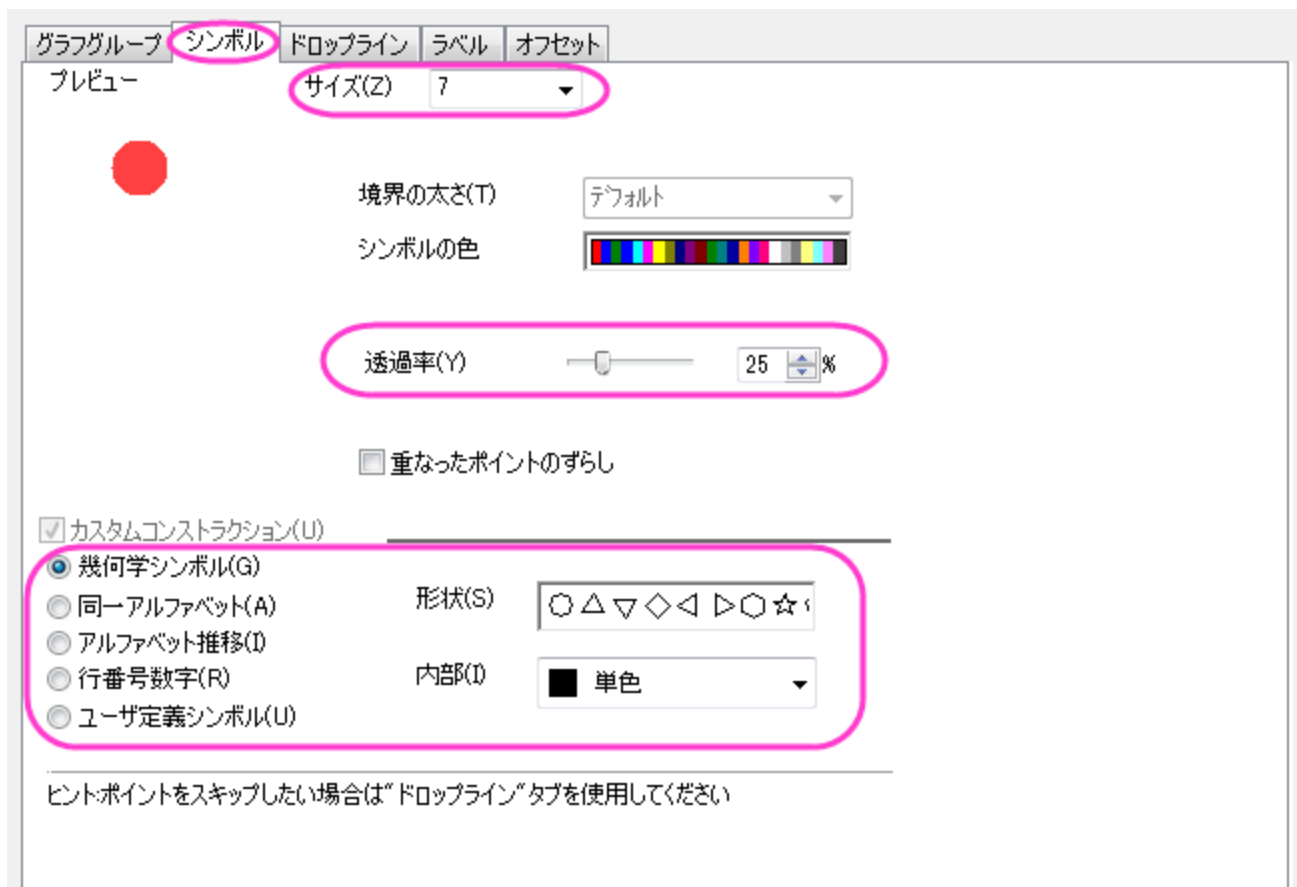 グラフグループ シンボル ドロップライン ラベル オフセット
プレビュー サイズ(Z) 7
境界の太さ(T) デフォルト
シンボルの色
透過率(Y) 25 %
重なったポイントのずらし
カスタムコンストラクション(U)
幾何学シンボル(G)
同一アルファベット(A) 形状(S)
アルファベット推移(I)
行番号数字(R) 内部(I) 単色
ユーザ定義シンボル(U)
ヒント:ポイントをスキップしたい場合は"ドロップライン"タブを使用してください